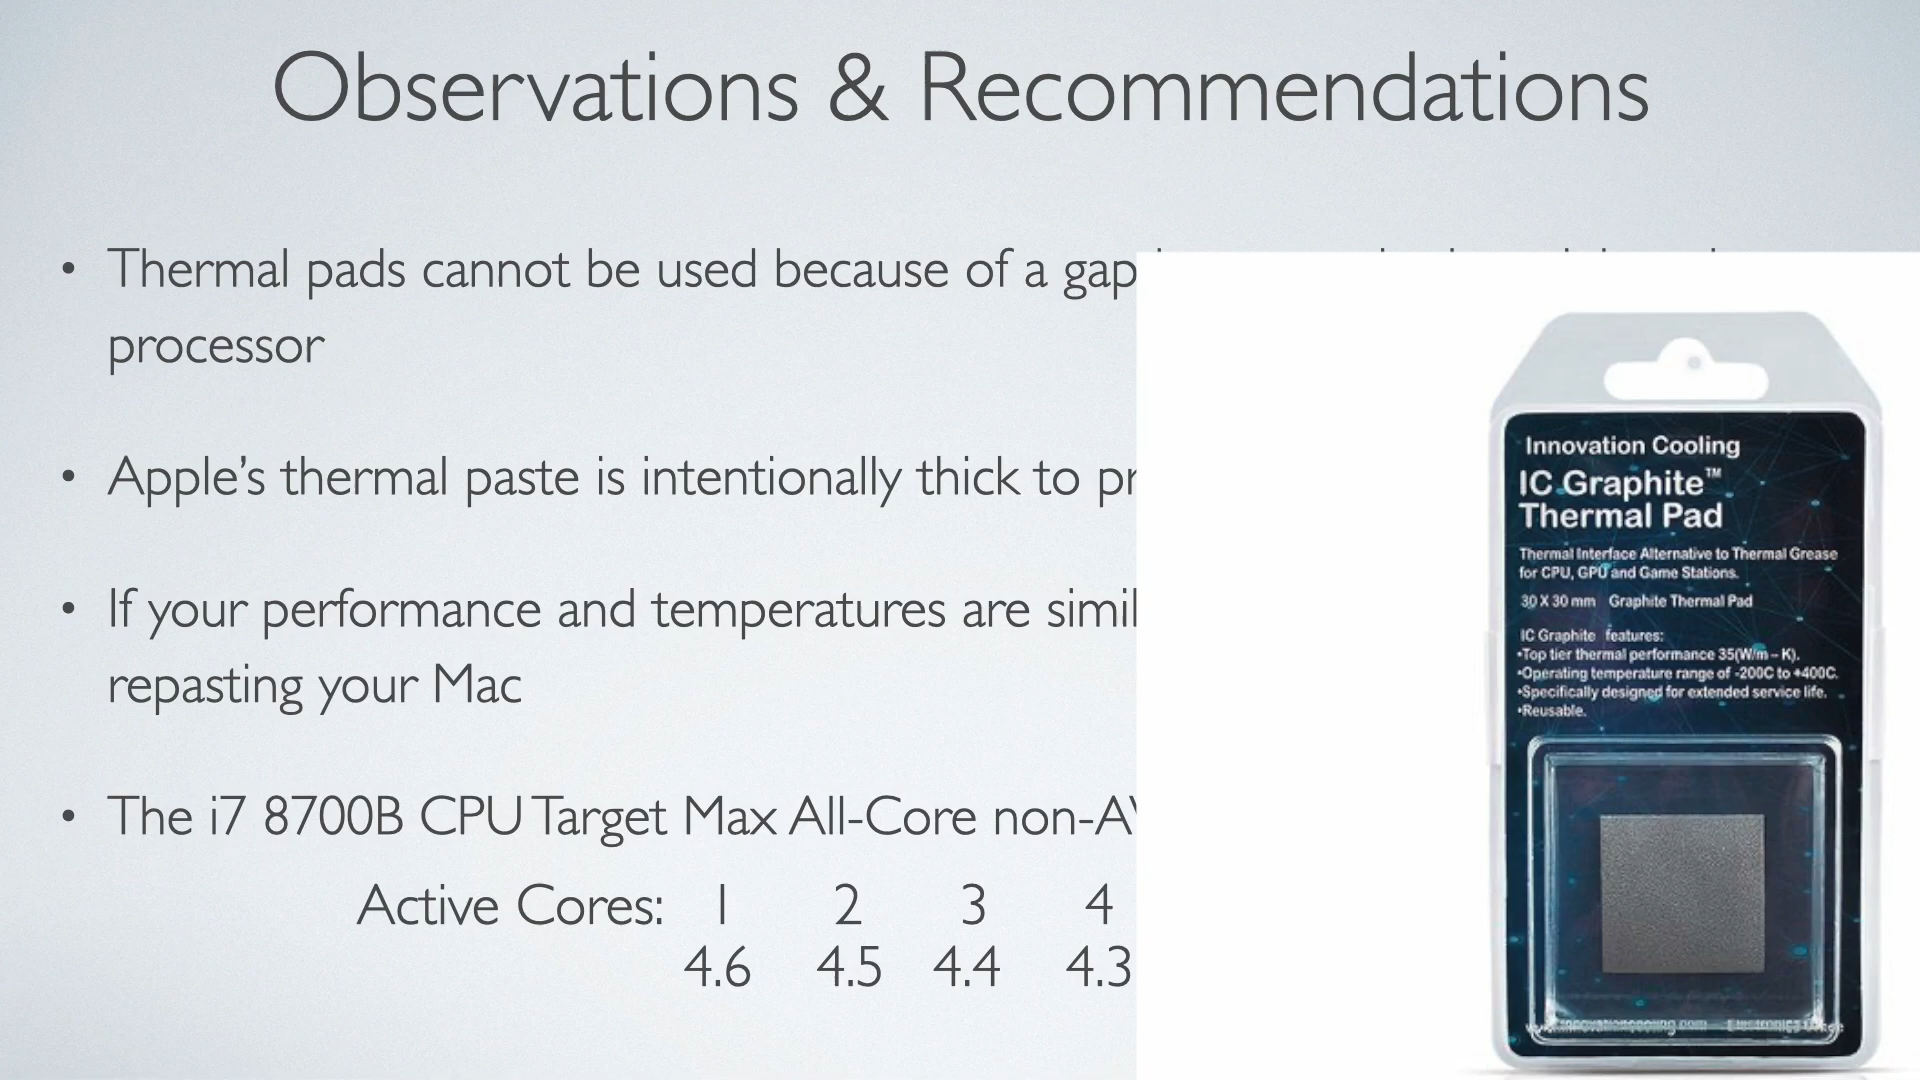 Observations & Recommendations
• Thermal pads cannot be used because of a gap
processor
• Apple’s thermal paste is intentionally thick to pr
• If your performance and temperatures are simil
repasting your Mac
• The i7 8700B CPU Target Max All-Core non-AV
Active Cores: 1 2 3 4
4.6 4.5 4.4 4.3
Innovation Cooling
IC Graphite™
Thermal Pad
Thermal Interface Alternative to Thermal Grease
for CPU, GPU and Game Stations.
30 X 30 mm Graphite Thermal Pad
IC Graphite features:
•Top tier thermal performance 35(W/m – K).
•Operating temperature range of -200C to +400C.
•Specifically designed for extended service life.
•Reusable.